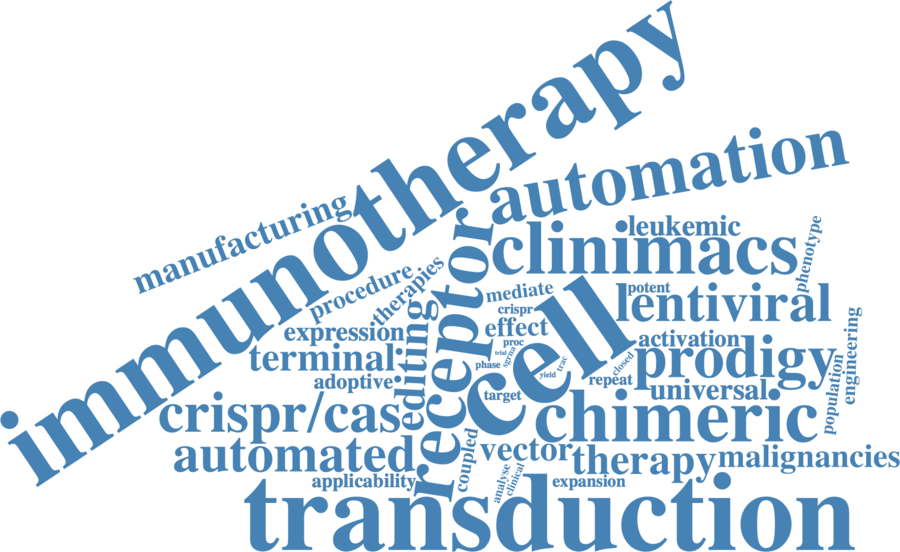 immunotherapy
automation
manufacturing
receptor
leukemic
clinimacs
phenotype
procedure
therapies
mediate
potent
lentiviral
crispr
expression
editing
effect
activation
engineering
proc
terminal
trial
sgrna
cell
closed
prodigy
phase
trac
yield
adoptive
repeat
universal
population
target
crispr/cas
chimeric
automated
coupled
vector
therapy
malignancies
applicability
analyse
clinical
expansion
transduction